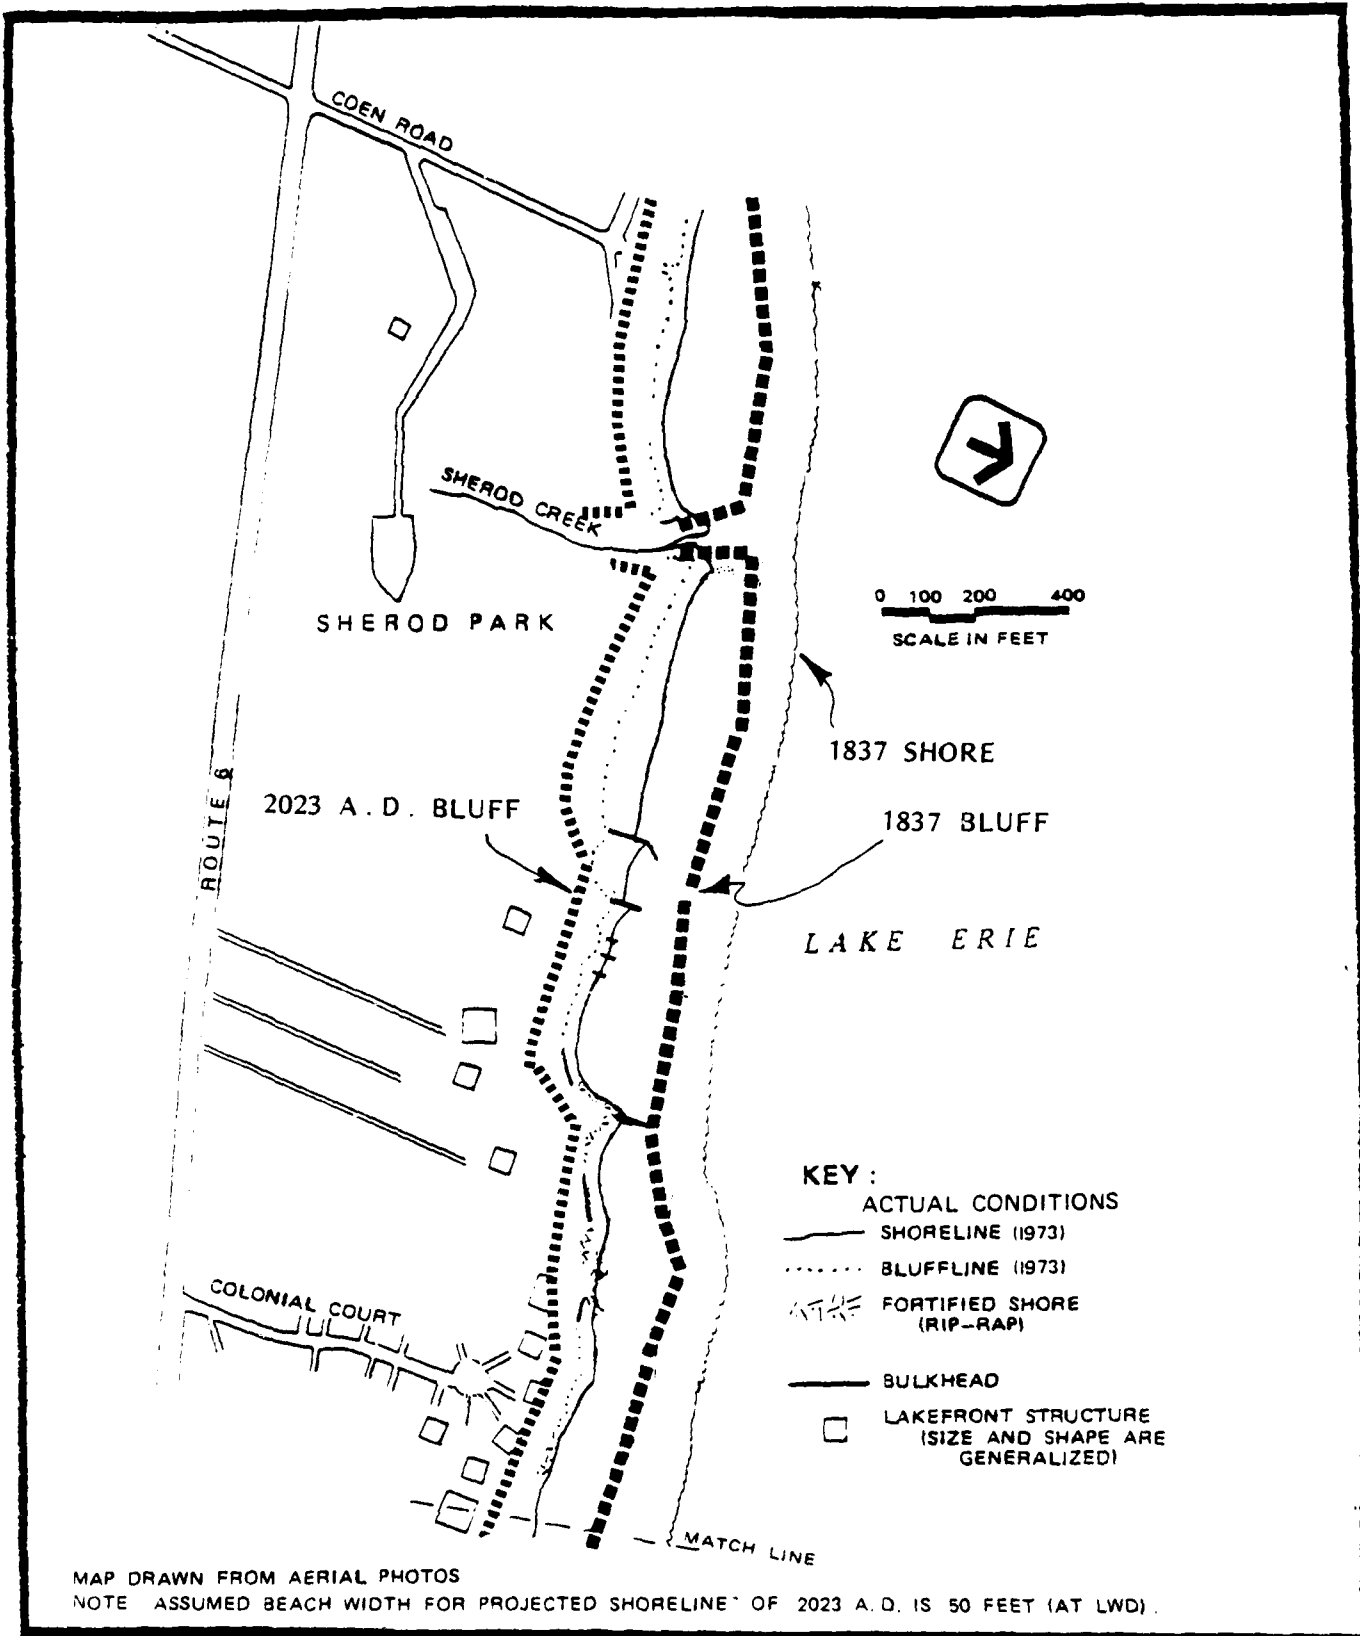 COEN ROAD
SHEROD CREEK
0 100 200 400
SCALE IN FEET
SHEROD PARK
1837 SHORE
ROUTE 6
2023 A.D. BLUFF
1837 BLUFF
LAKE ERIE
KEY :
ACTUAL CONDITIONS
SHORELINE (1973)
BLUFFLINE (1973)
FORTIFIED SHORE
(RIP-RAP)
BULKHEAD
LAKEFRONT STRUCTURE
(SIZE AND SHAPE ARE
GENERALIZED)
COLONIAL COURT
MATCH LINE
MAP DRAWN FROM AERIAL PHOTOS
NOTE ASSUMED BEACH WIDTH FOR PROJECTED SHORELINE OF 2023 A.D. IS 50 FEET (AT LWD).